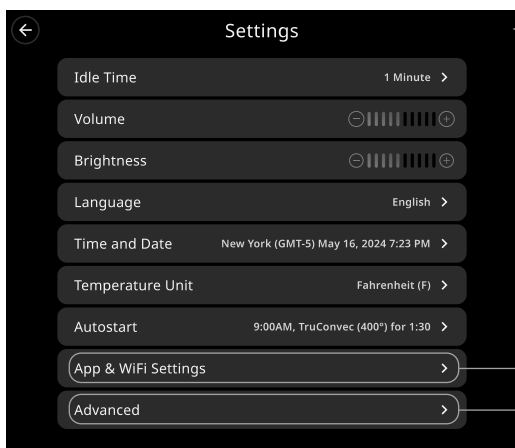 Settings
Idle Time 1 Minute
Volume
Brightness
Language English
Time and Date New York (GMT-5) May 16, 2024 7:23 PM
Temperature Unit Fahrenheit (F)
Autostart 9:00AM, TruConvec (400°) for 1:30
App & WiFi Settings
Advanced